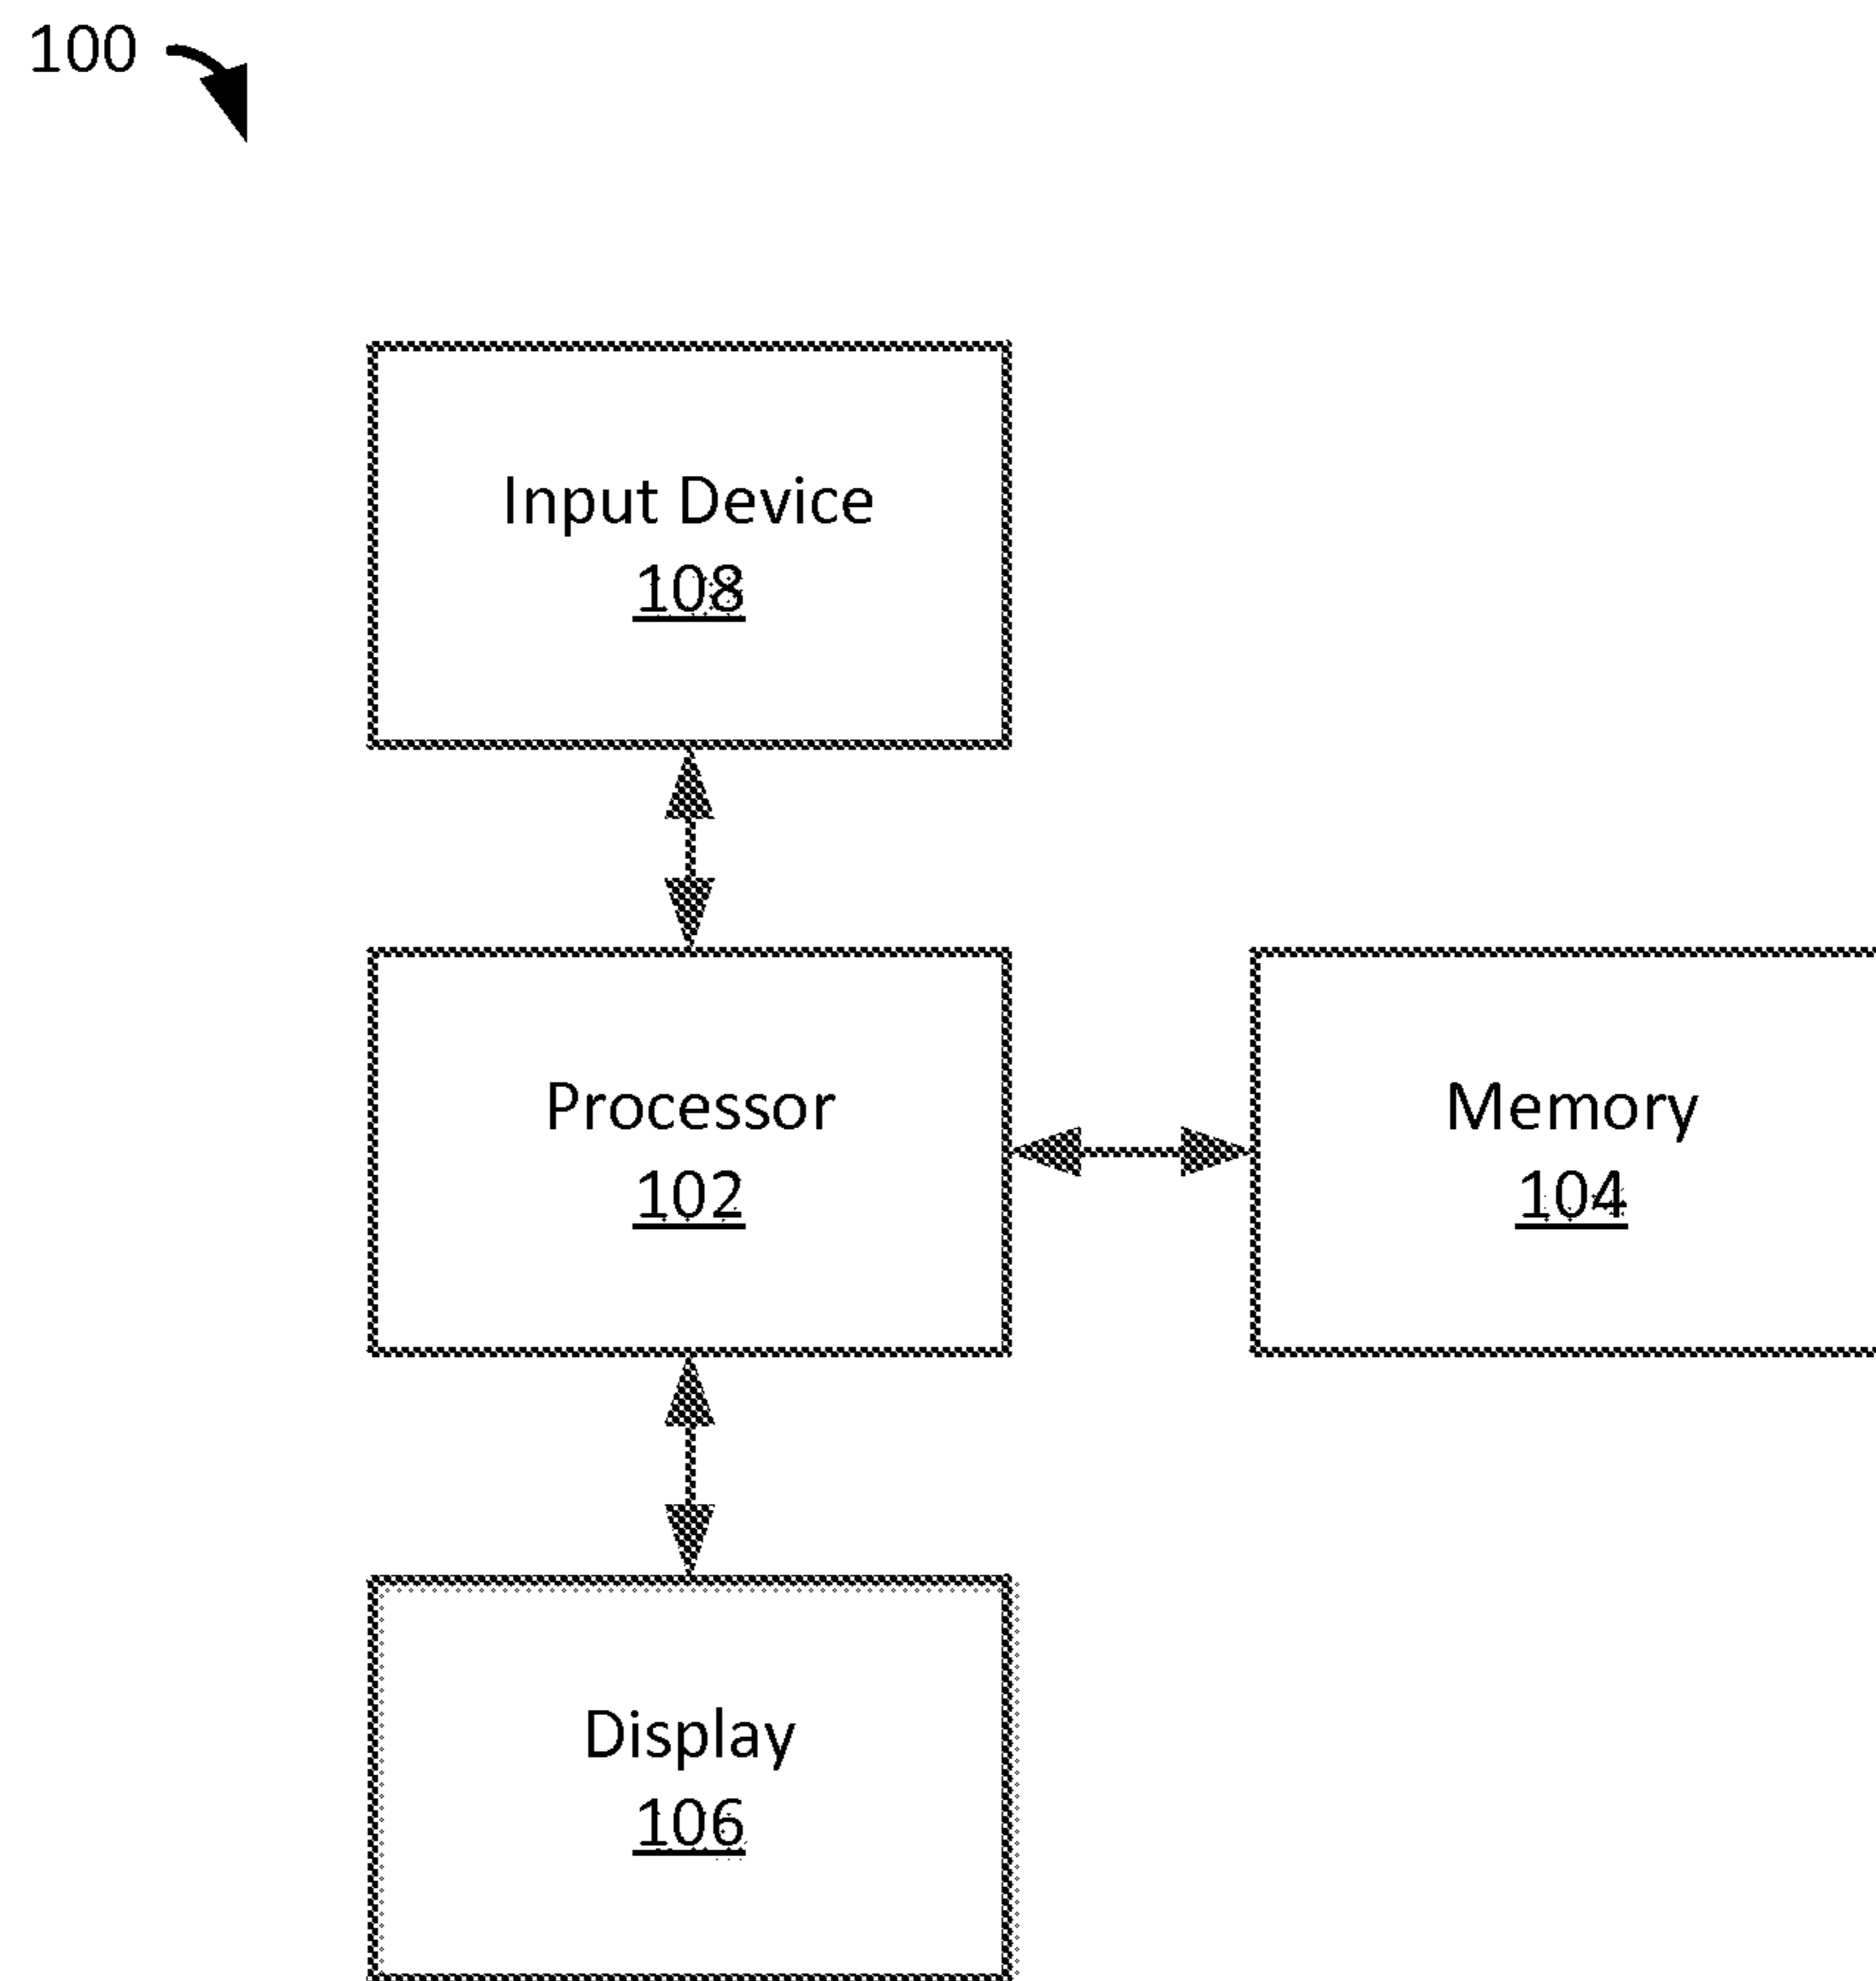 100
Input Device
108
Processor
102
Memory
104
Display
106